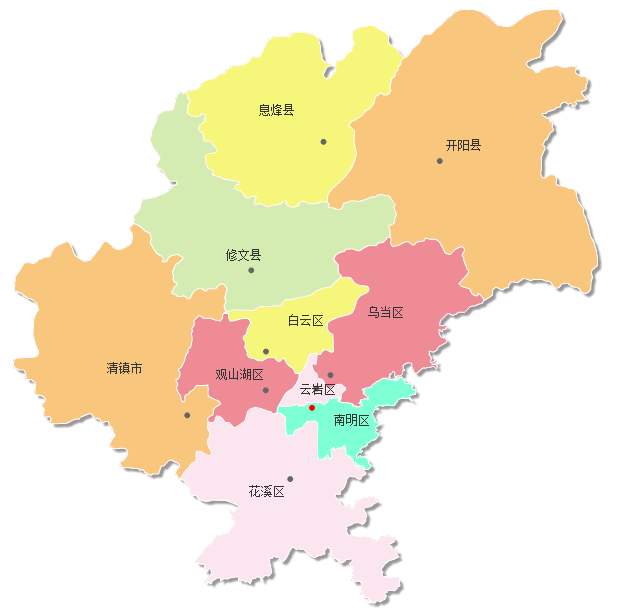 息烽县
开阳县
修文县
白云区
乌当区
清镇市
观山湖区
云岩区
南明区
花溪区